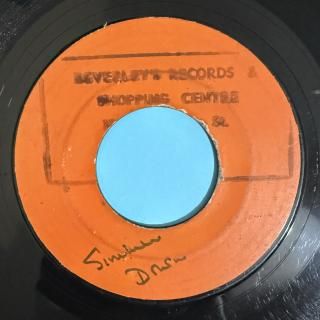 BEVERLEY'S RECORDS &
SHOPPING CENTRE
Simmer
Down